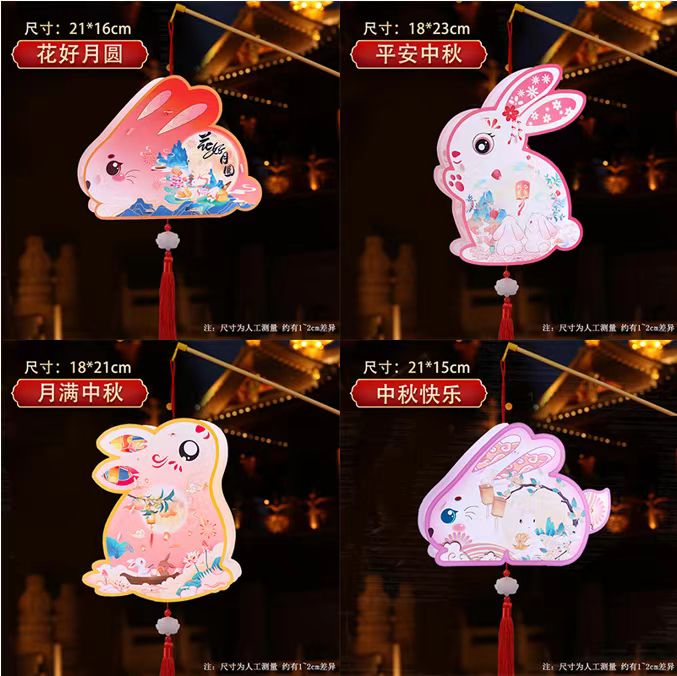 尺寸：21*16cm
花好月圆
花好月圆
注：尺寸为人工测量 约有1~2cm差异
尺寸：18*23cm
平安中秋
注：尺寸为人工测量 约有1~2cm差异
尺寸：18*21cm
月满中秋
注：尺寸为人工测量 约有1~2cm差异
尺寸：21*15cm
中秋快乐
注：尺寸为人工测量 约有1~2cm差异